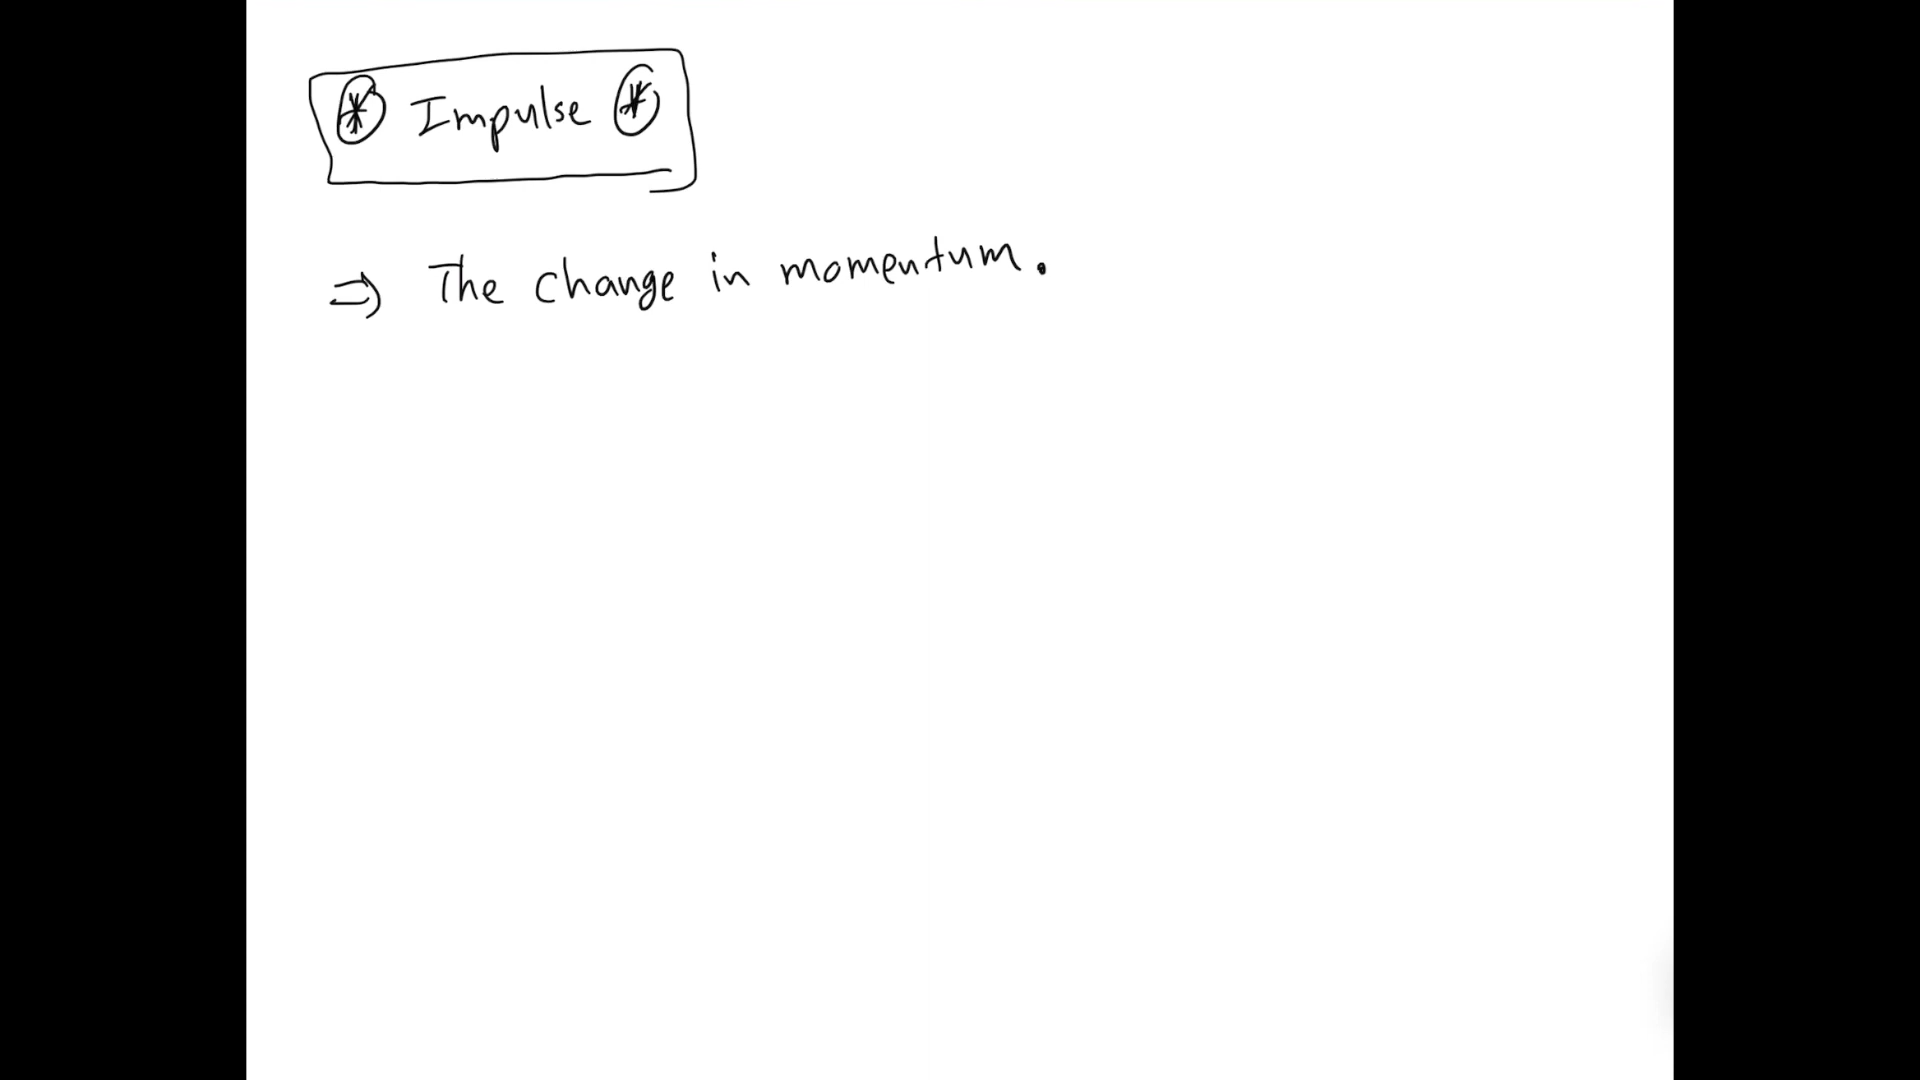 * Impulse *
⇒ The change in momentum.